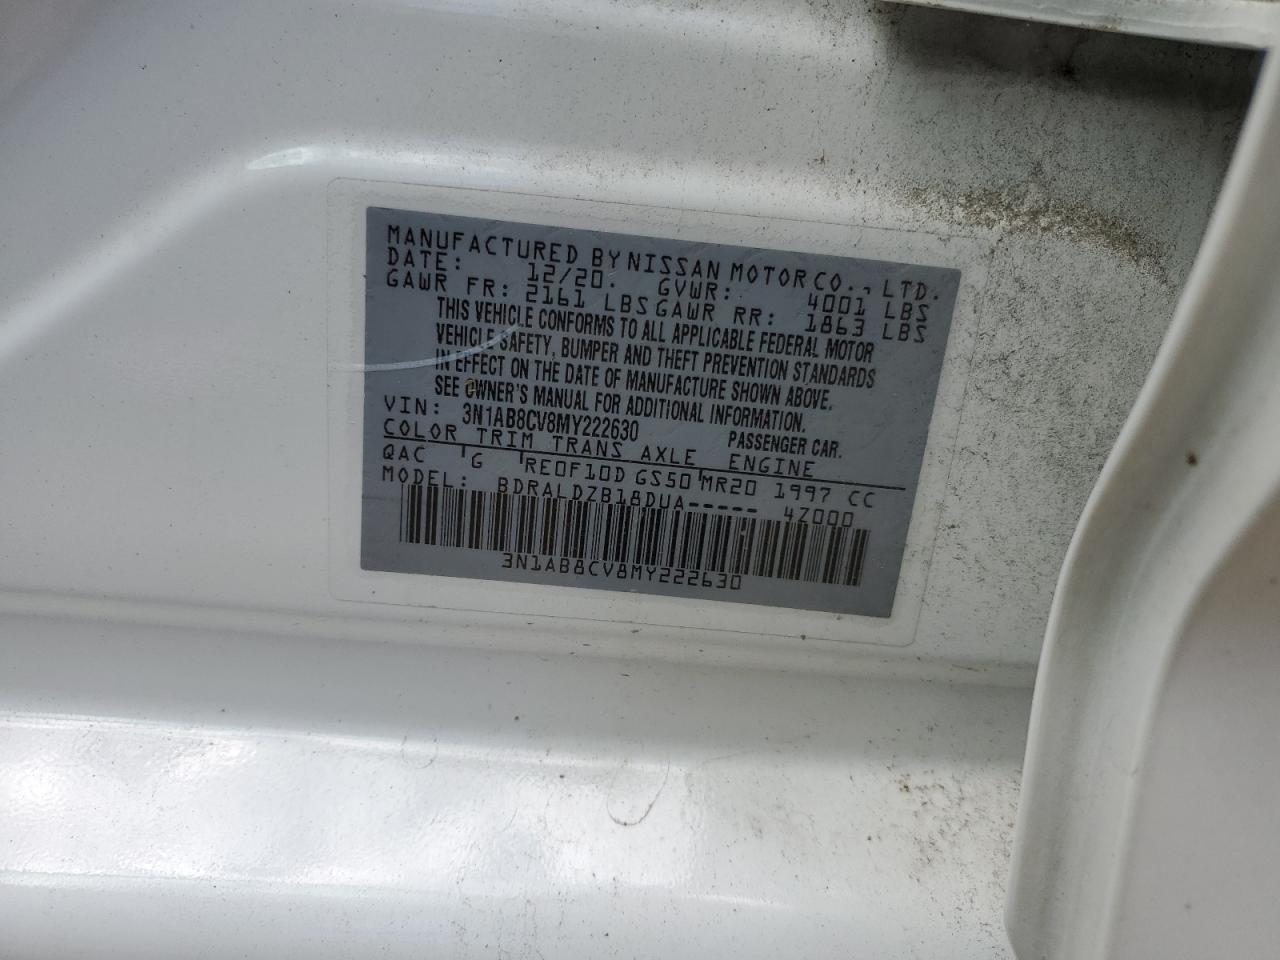 MANUFACTURED BY NISSAN MOTOR CO., LTD.
DATE: 12/20. GVWR: 4001 LBS
GAWR FR: 2161 LBS GAWR RR: 1863 LBS
THIS VEHICLE CONFORMS TO ALL APPLICABLE FEDERAL MOTOR
VEHICLE SAFETY, BUMPER AND THEFT PREVENTION STANDARDS
IN EFFECT ON THE DATE OF MANUFACTURE SHOWN ABOVE.
SEE OWNER'S MANUAL FOR ADDITIONAL INFORMATION.
VIN: 3N1AB8CV8MY222630 PASSENGER CAR.
COLOR TRIM TRANS AXLE ENGINE
QAC G RE0F10D GS50 MR20 1997 CC
MODEL: BDRALDZB18DUA----- 4Z000
3N1AB8CV8MY222630